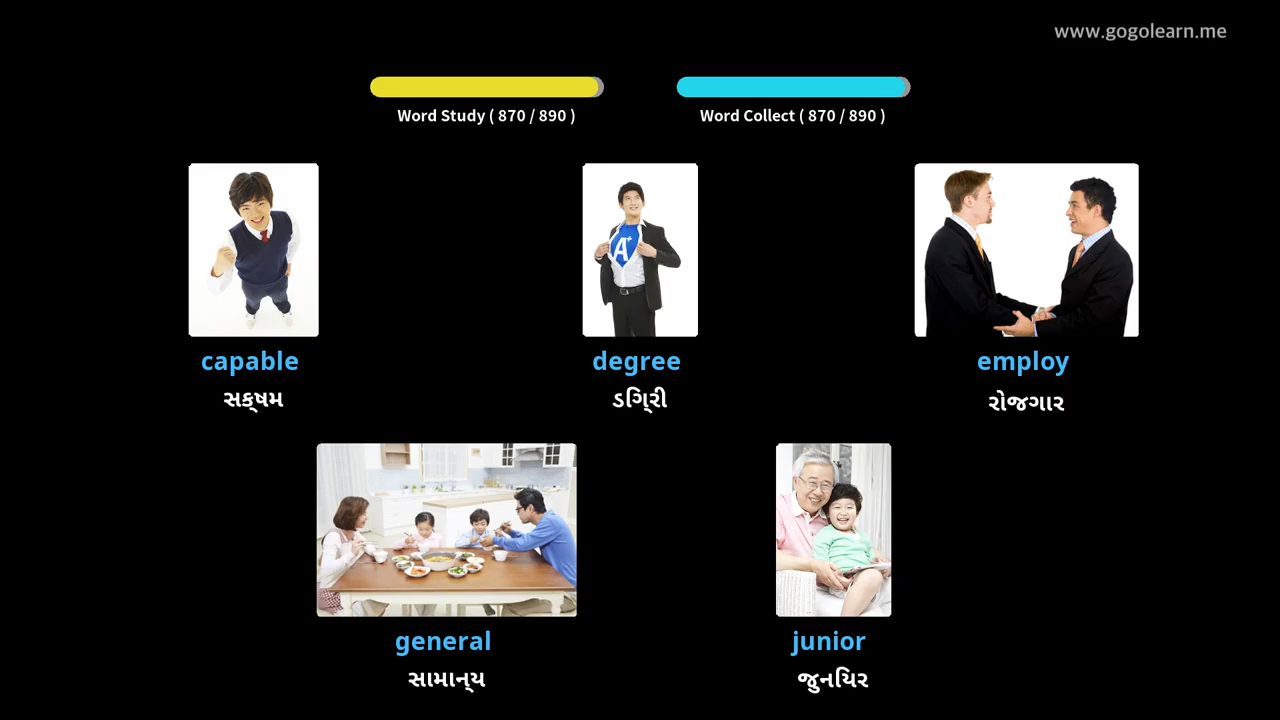 www.gogolearn.me
Word Study ( 870 / 890 )
Word Collect ( 870 / 890 )
A+
capable
degree
employ
સક્ષમ
ડિગ્રી
રોજગાર
general
junior
સામાન્ય
જુનિયર